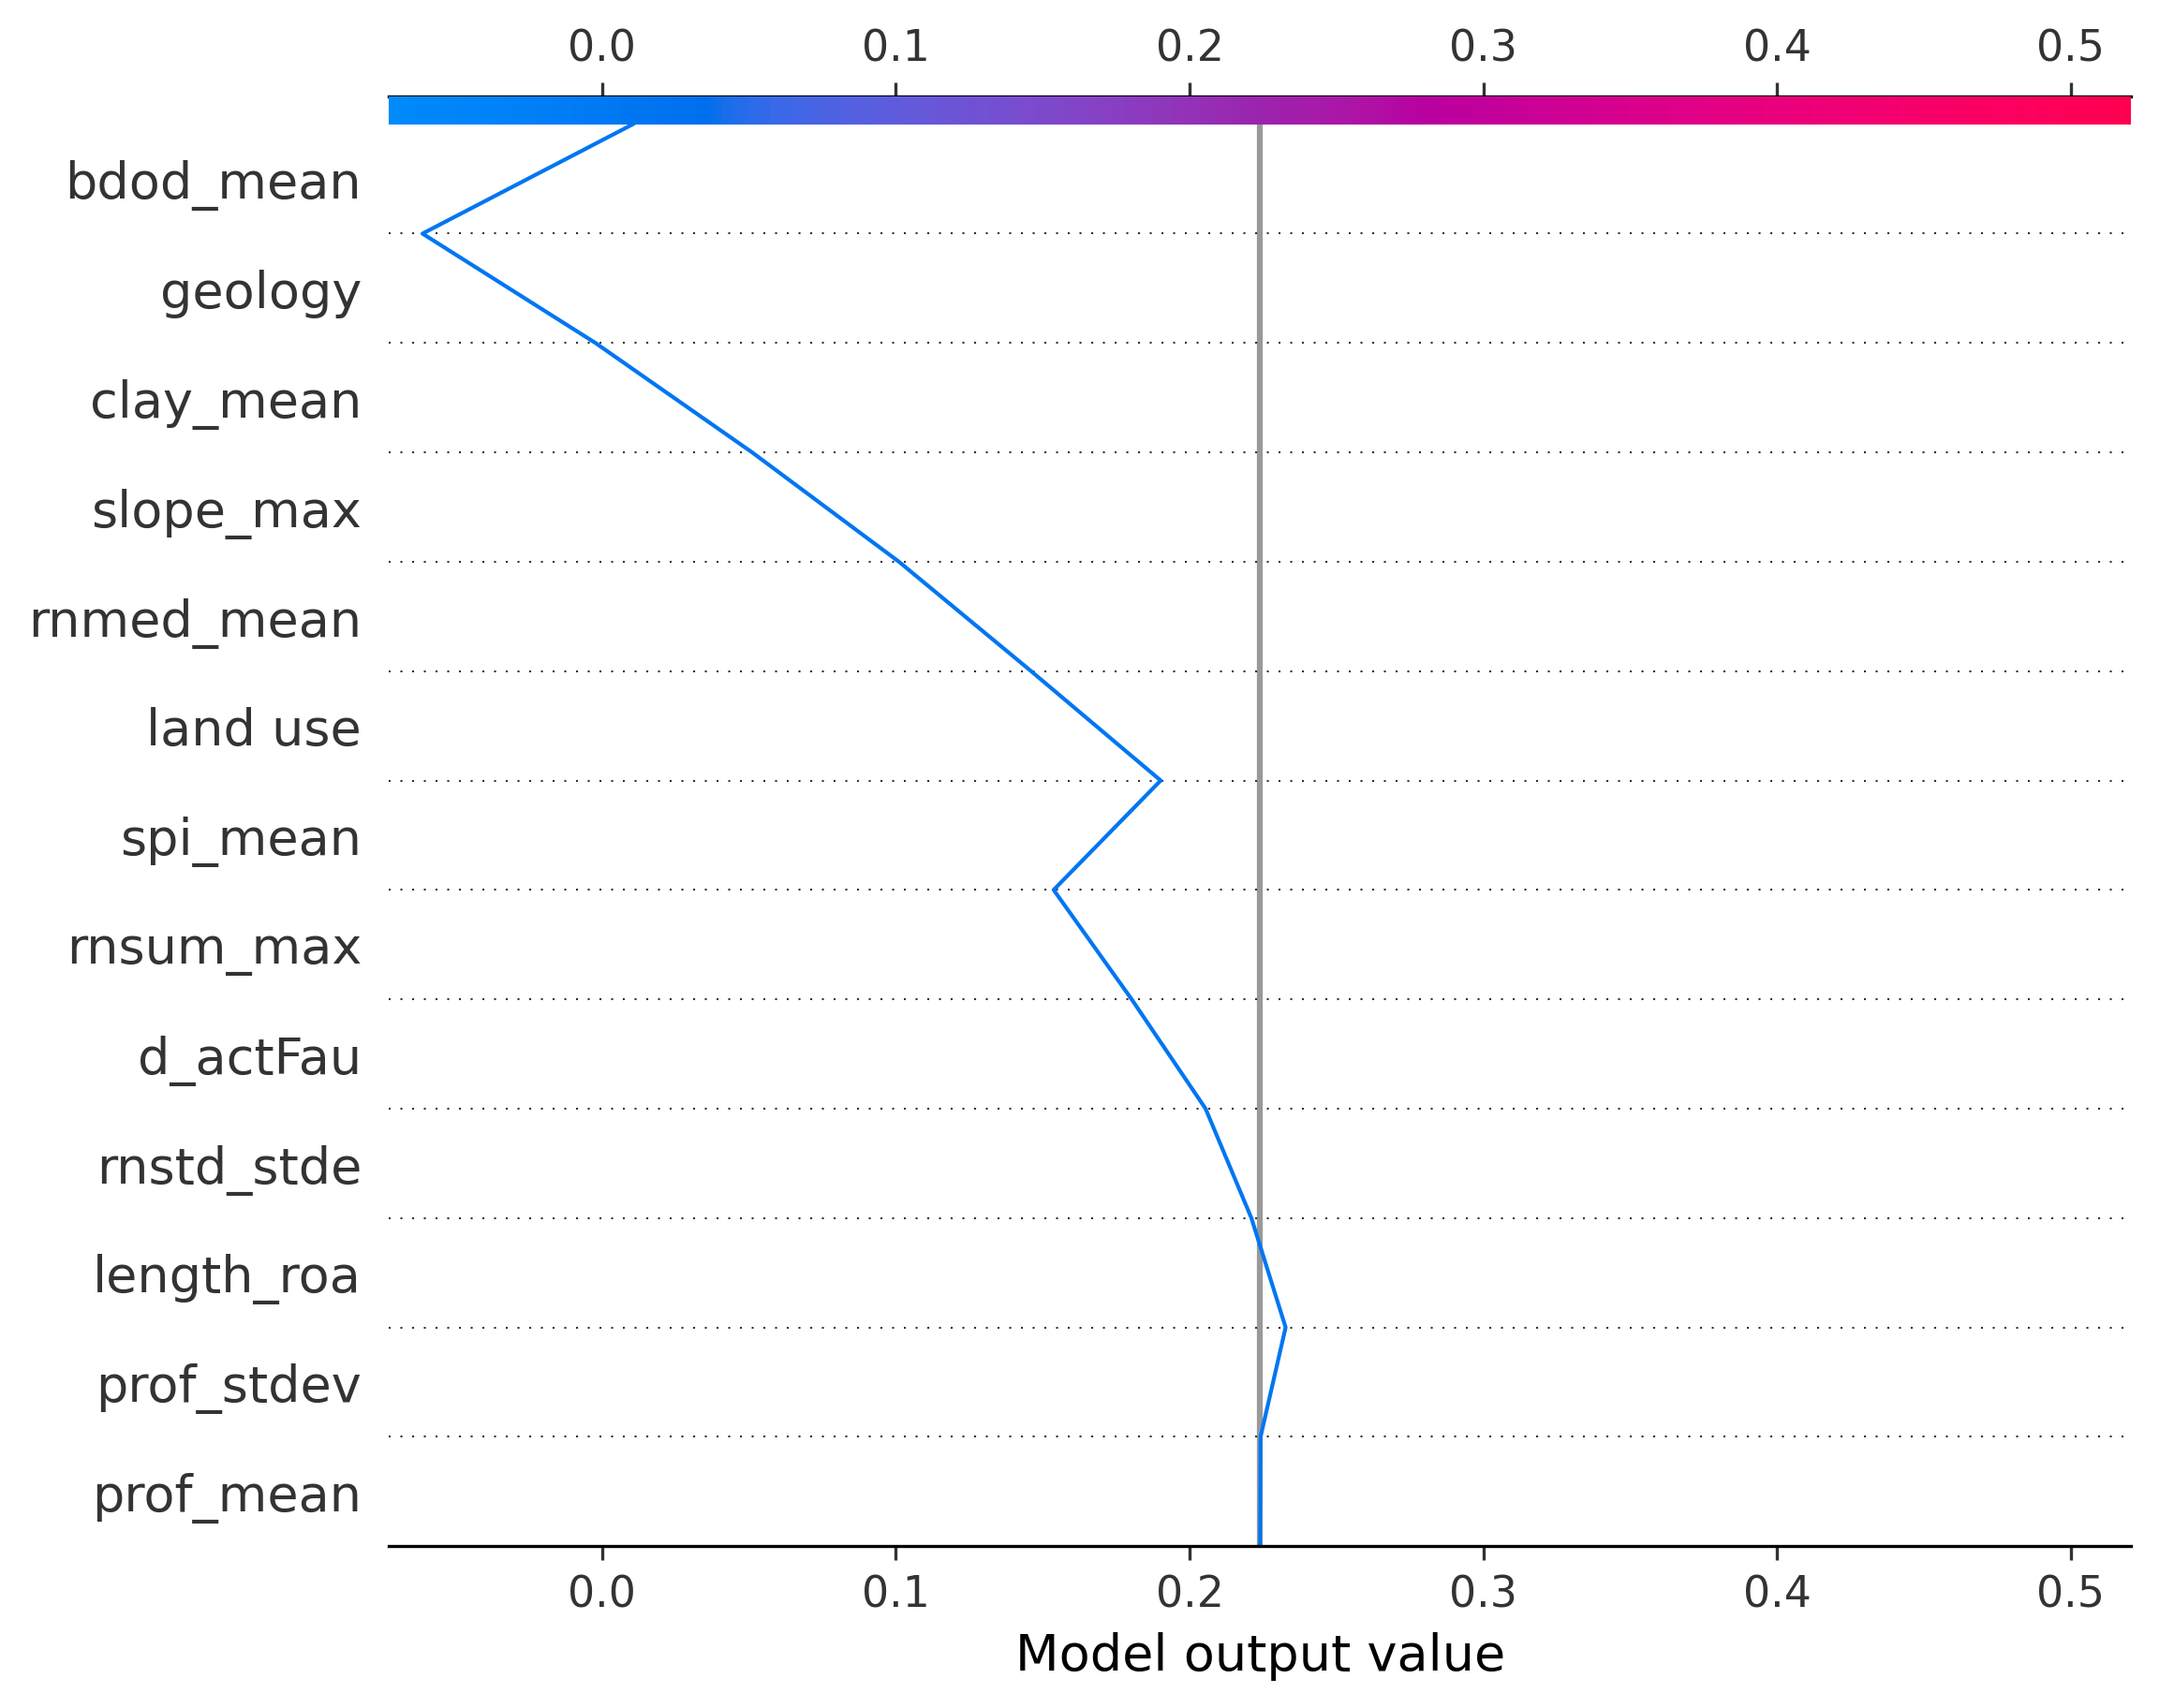 0.0 0.1 0.2 0.3 0.4 0.5
bdod_mean
geology
clay_mean
slope_max
rnmed_mean
land use
spi_mean
rnsum_max
d_actFau
rnstd_stde
length_roa
prof_stdev
prof_mean
0.0 0.1 0.2 0.3 0.4 0.5
Model output value